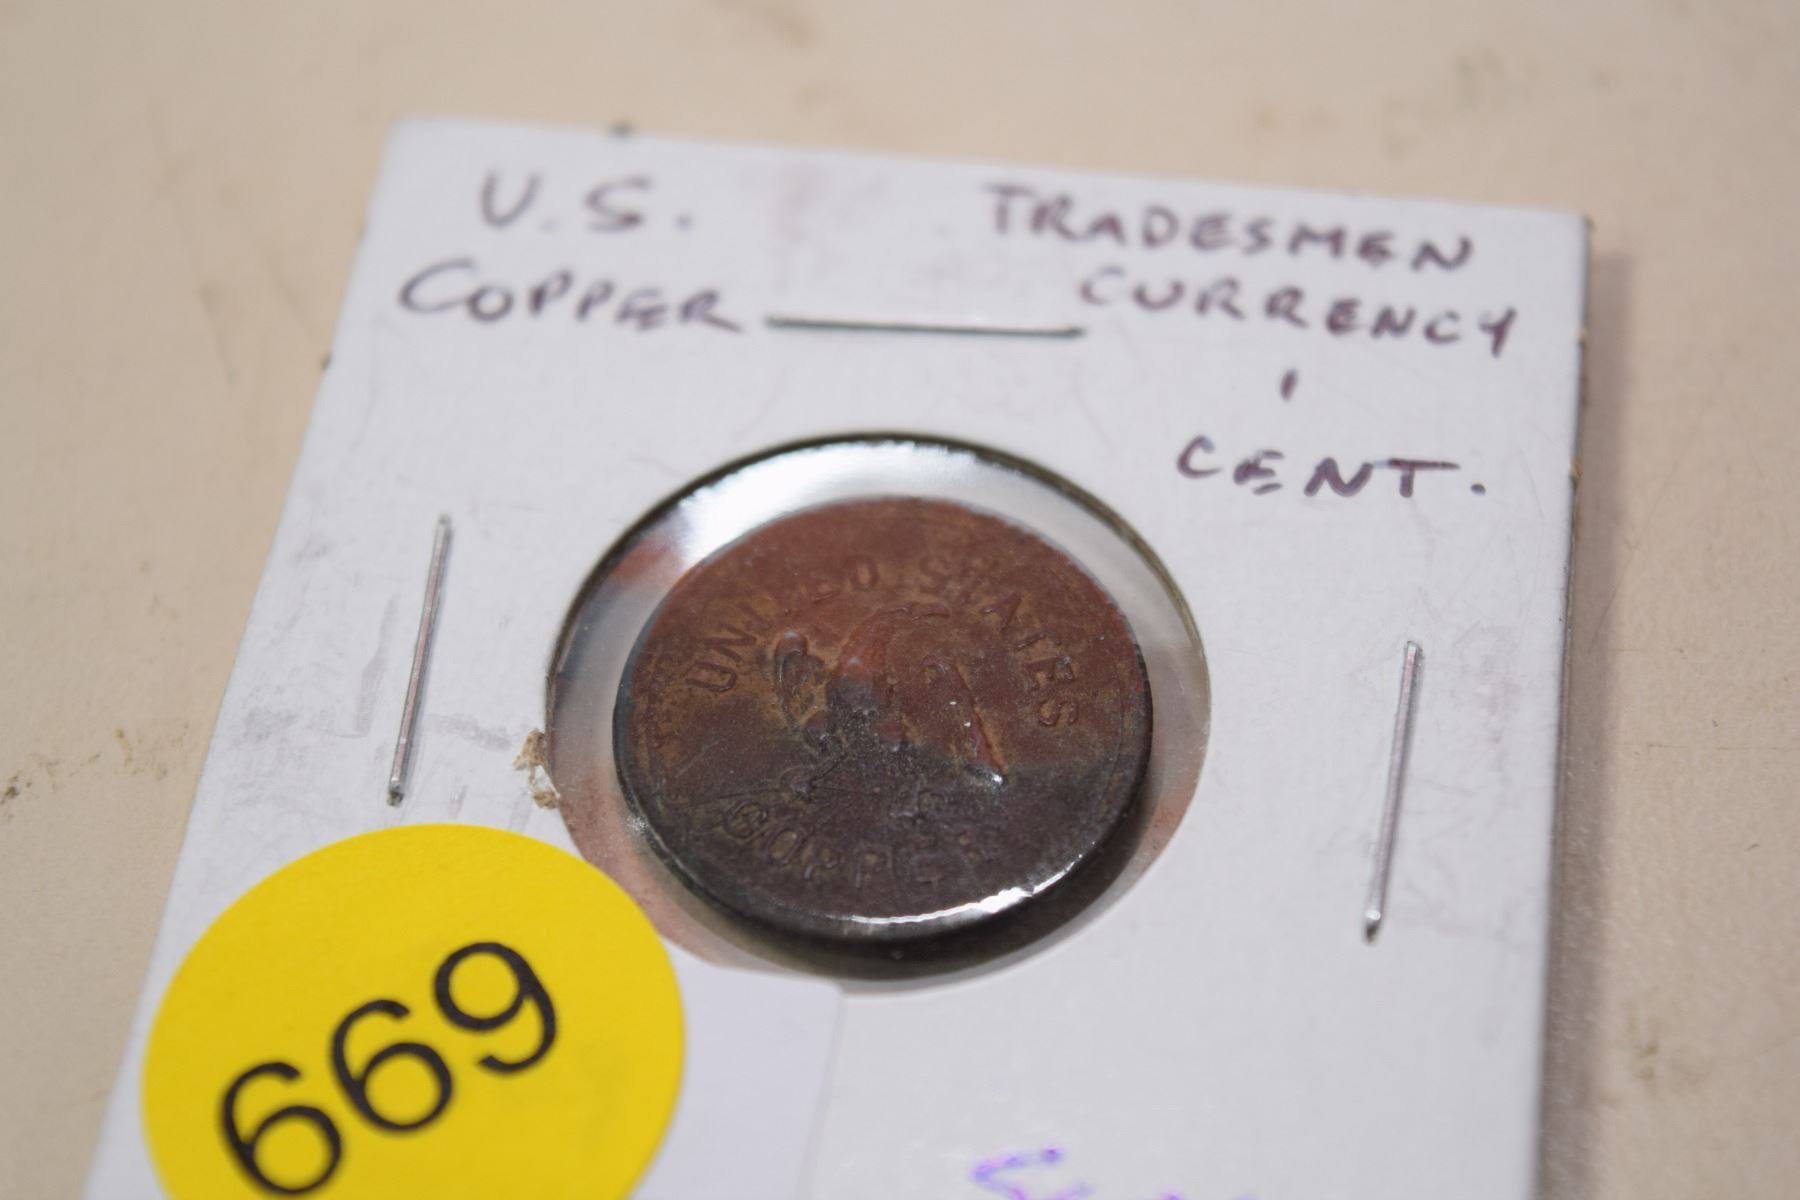 U.S. TRADESMEN
COPPER CURRENCY
1
CENT.
UNITED STATES
COPPER
669